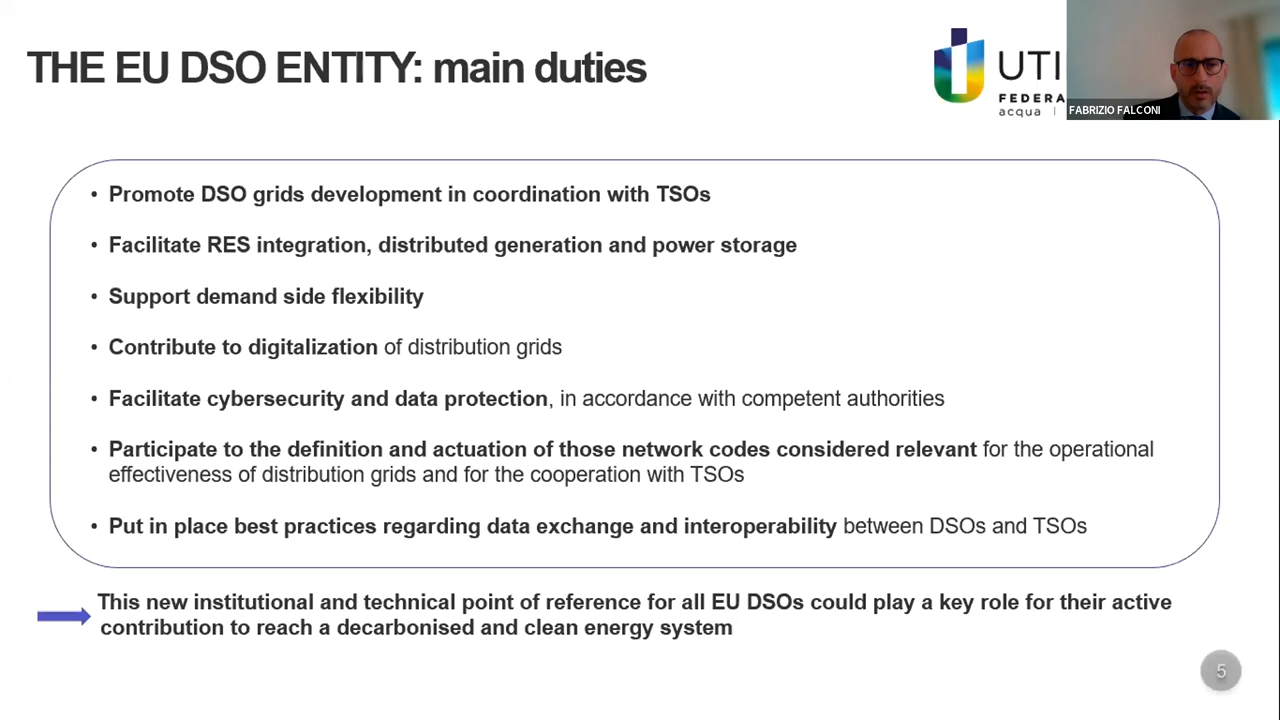 THE EU DSO ENTITY: main duties
UTI
FEDERA
acqua |
FABRIZIO FALCONI
• Promote DSO grids development in coordination with TSOs
• Facilitate RES integration, distributed generation and power storage
• Support demand side flexibility
• Contribute to digitalization of distribution grids
• Facilitate cybersecurity and data protection, in accordance with competent authorities
• Participate to the definition and actuation of those network codes considered relevant for the operational
effectiveness of distribution grids and for the cooperation with TSOs
• Put in place best practices regarding data exchange and interoperability between DSOs and TSOs
This new institutional and technical point of reference for all EU DSOs could play a key role for their active
contribution to reach a decarbonised and clean energy system
5